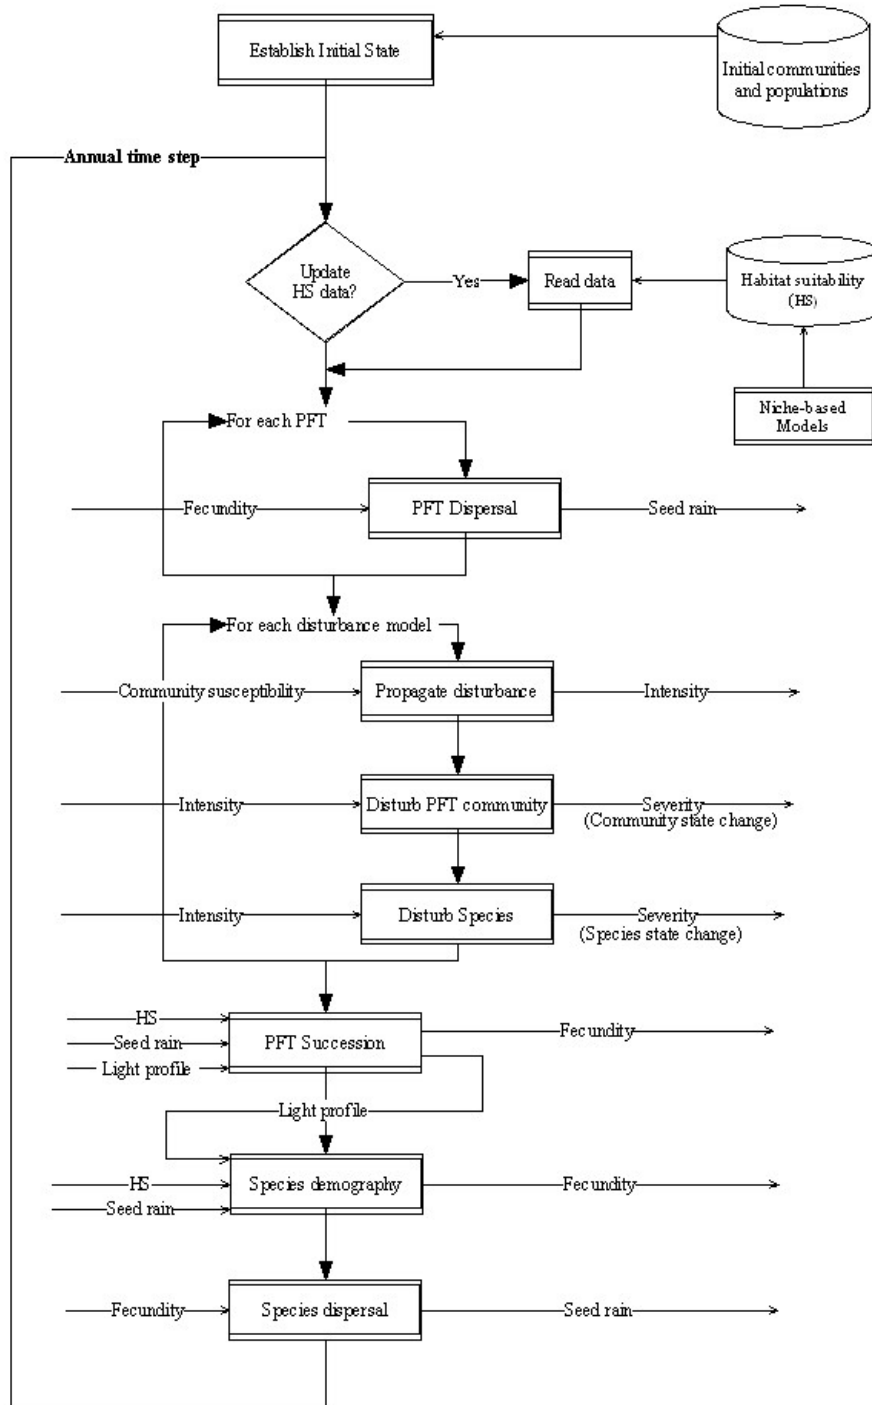 Establish Initial State
Initial communities
and populations
Annual time step
Update
HS data?
Yes
Read data
Habitat suitability
(HS)
Niche-based
Models
For each PFT
Fecundity
PFT Dispersal
Seed rain
For each disturbance model
Community susceptibility
Propagate disturbance
Intensity
Intensity
Disturb PFT community
Severity
(Community state change)
Intensity
Disturb Species
Severity
(Species state change)
HS
Seed rain
Light profile
PFT Succession
Fecundity
Light profile
HS
Seed rain
Species demography
Fecundity
Fecundity
Species dispersal
Seed rain